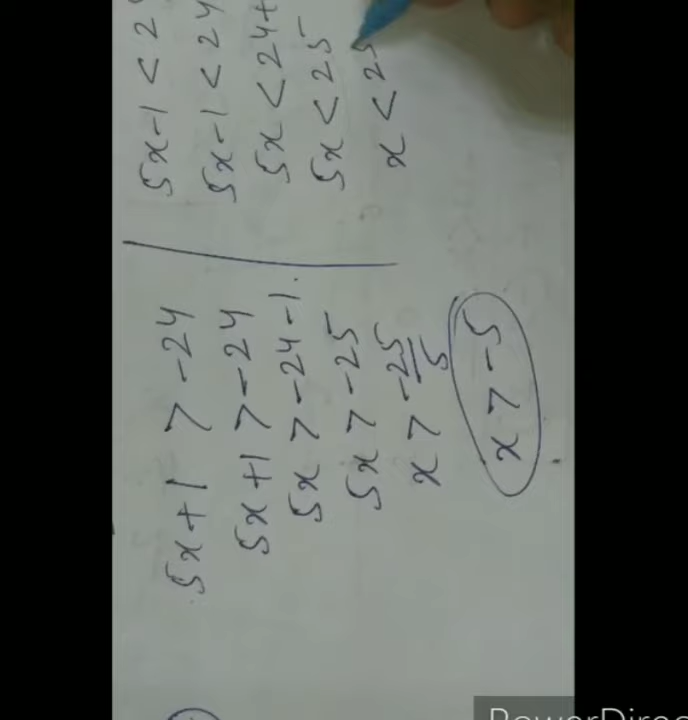 5x+1 > -24
5x+1 > -24
5x > -24-1
5x > -25
x > -25/5
x > -5
5x-1 < 2
5x-1 < 24
5x < 24+
5x < 25
x < 25